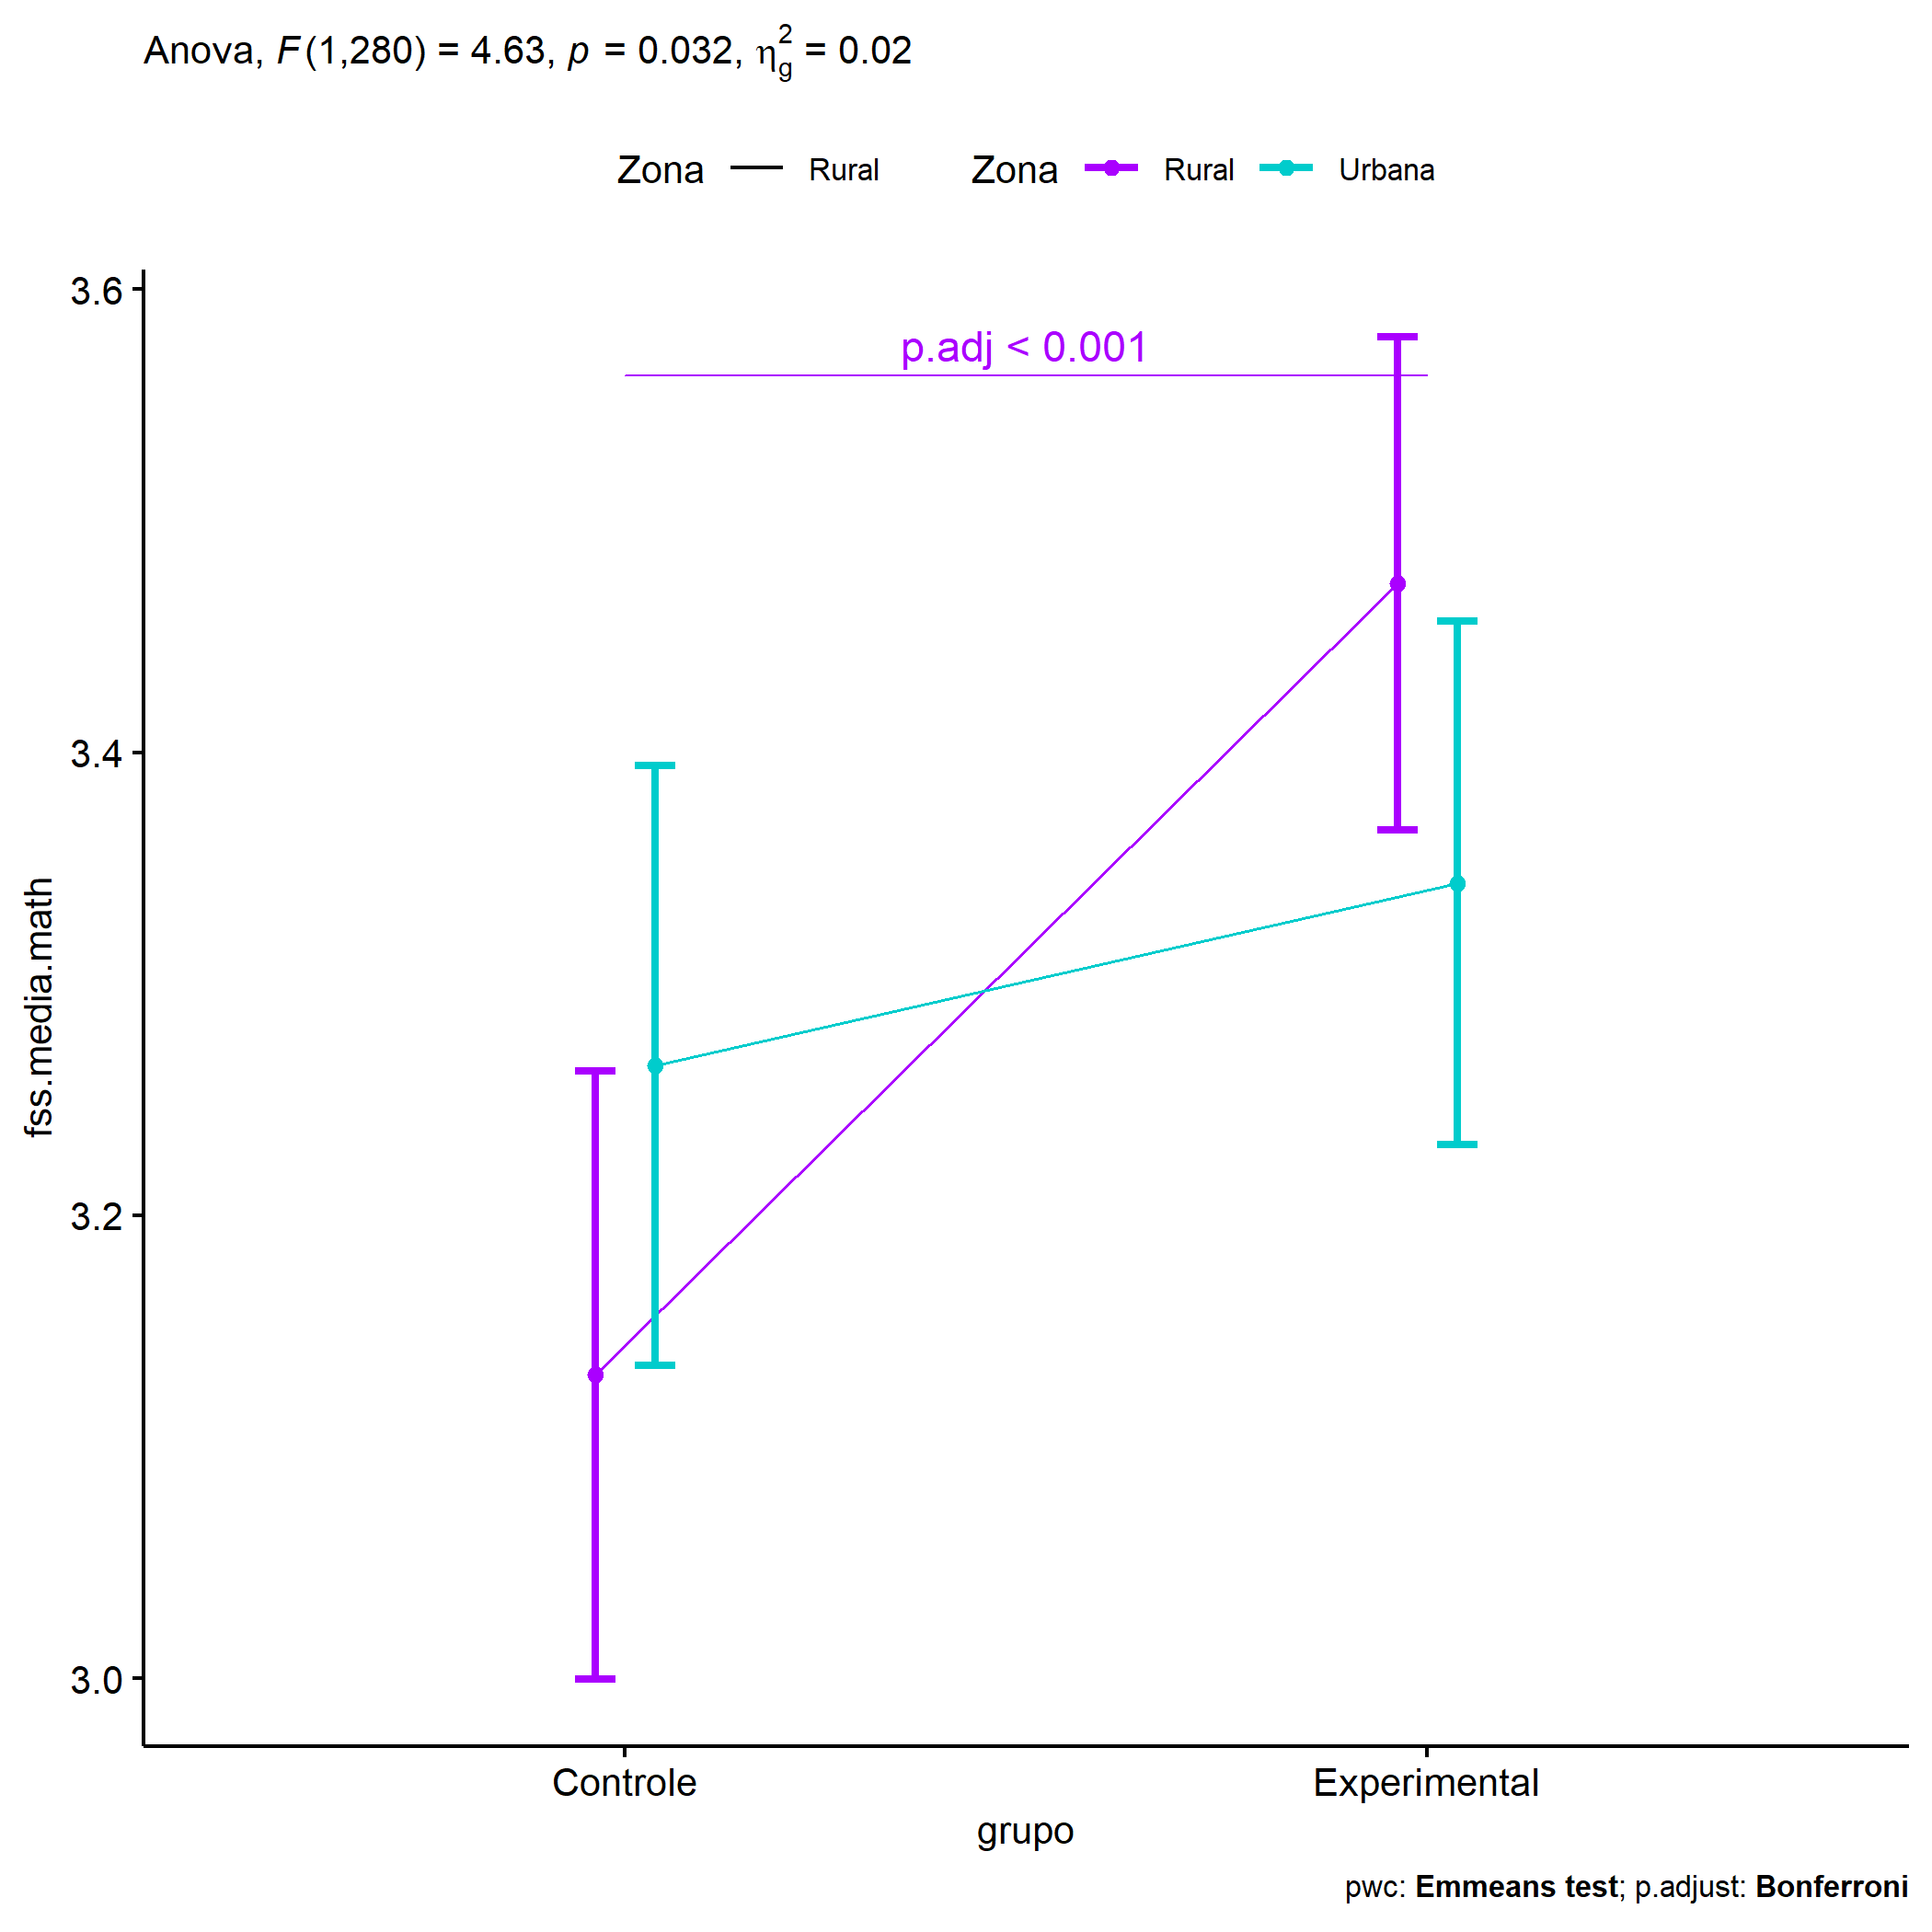 Anova, F(1,280) = 4.63, p = 0.032, η²g = 0.02
Zona Rural Zona Rural Urbana
3.6
p.adj < 0.001
3.4
fss.media.math
3.2
3.0
Controle Experimental
grupo
pwc: Emmeans test; p.adjust: Bonferroni